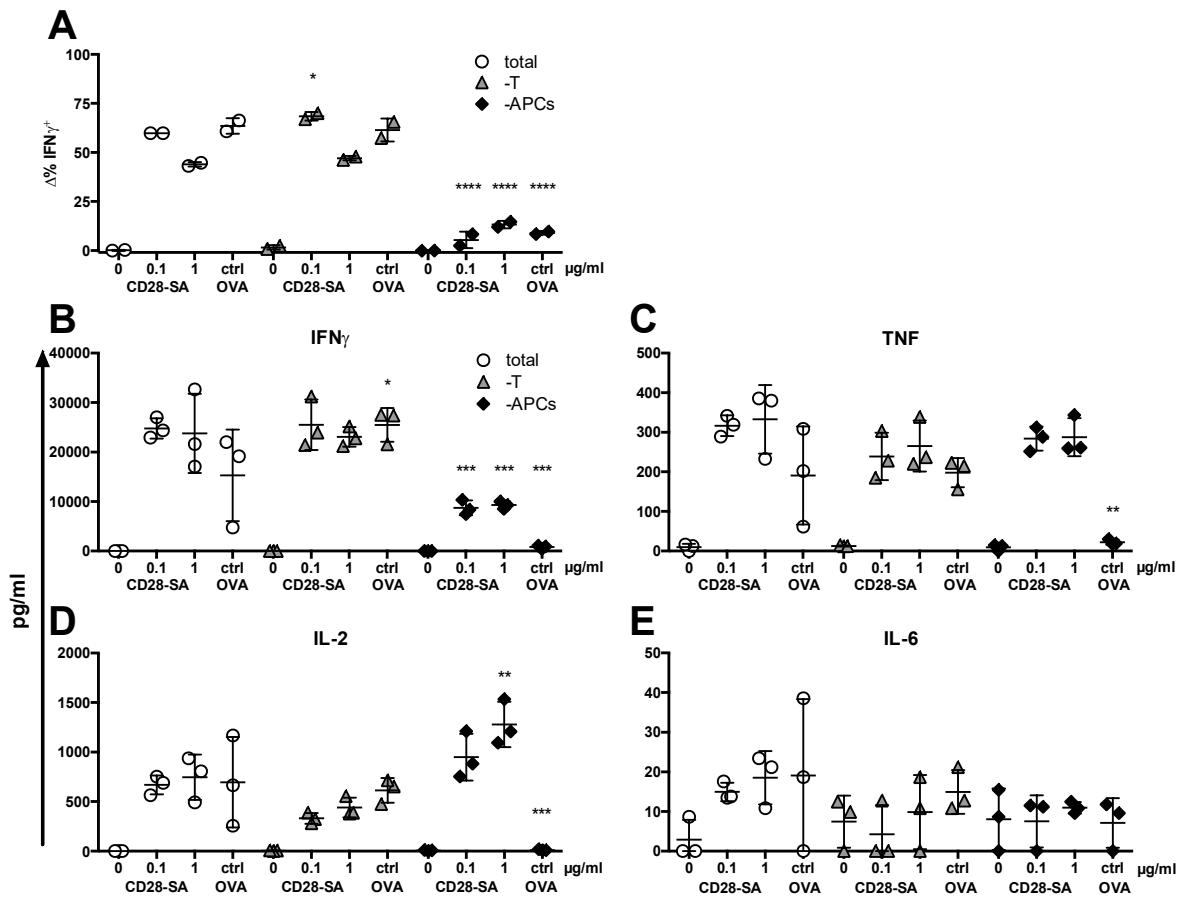 A
100
75
50
25
0
Δ% IFNγ⁺
total
-T
-APCs
*
**** **** ****
0 0.1 1 ctrl 0 0.1 1 ctrl 0 0.1 1 ctrl µg/ml
CD28-SA OVA CD28-SA OVA CD28-SA OVA
B
IFNγ
40000
30000
20000
10000
0
total
-T
-APCs
*
*** *** ***
0 0.1 1 ctrl 0 0.1 1 ctrl 0 0.1 1 ctrl µg/ml
CD28-SA OVA CD28-SA OVA CD28-SA OVA
C
TNF
500
400
300
200
100
0
**
0 0.1 1 ctrl 0 0.1 1 ctrl 0 0.1 1 ctrl µg/ml
CD28-SA OVA CD28-SA OVA CD28-SA OVA
pg/ml
D
IL-2
2000
1500
1000
500
0
**
***
0 0.1 1 ctrl 0 0.1 1 ctrl 0 0.1 1 ctrl µg/ml
CD28-SA OVA CD28-SA OVA CD28-SA OVA
E
IL-6
50
40
30
20
10
0
0 0.1 1 ctrl 0 0.1 1 ctrl 0 0.1 1 ctrl µg/ml
CD28-SA OVA CD28-SA OVA CD28-SA OVA